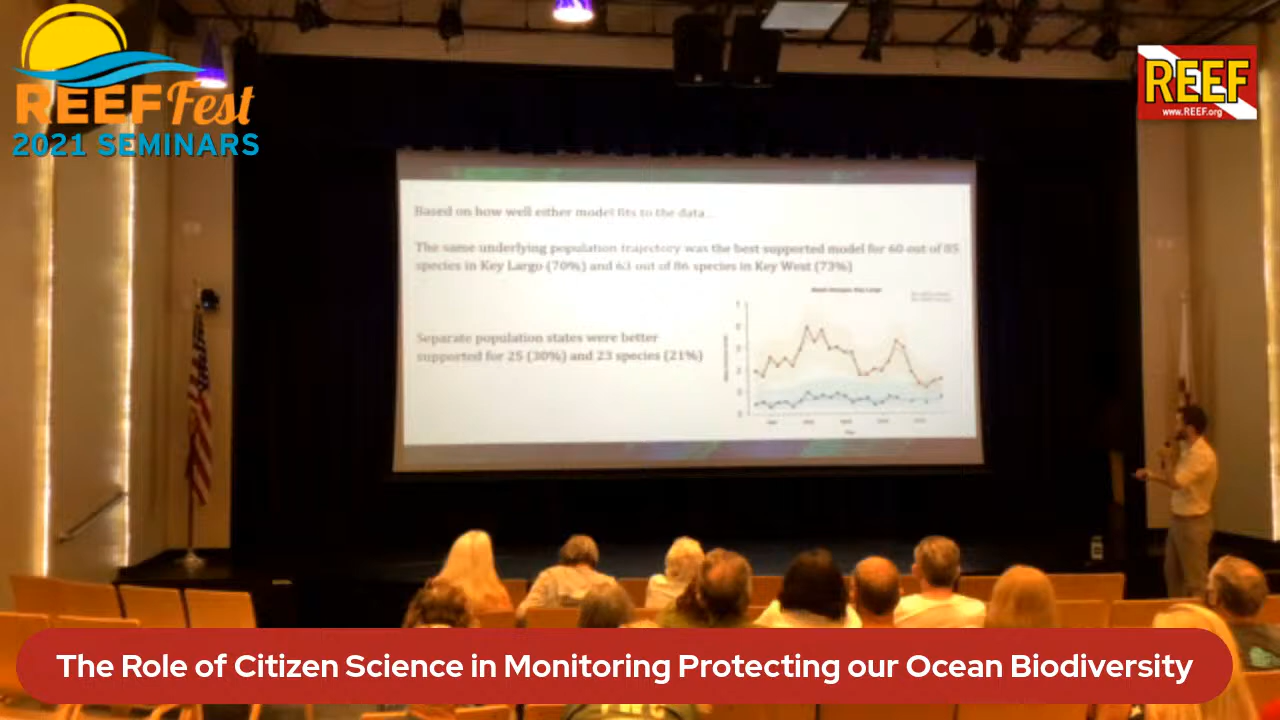 REEF Fest
2021 SEMINARS
REEF
www.REEF.org
Based on how well either model fits to the data...
The same underlying population trajectory was the best supported model for 60 out of 85
species in Key Largo (70%) and 63 out of 86 species in Key West (73%)
Separate population states were better
supported for 25 (30%) and 23 species (21%)
The Role of Citizen Science in Monitoring Protecting our Ocean Biodiversity